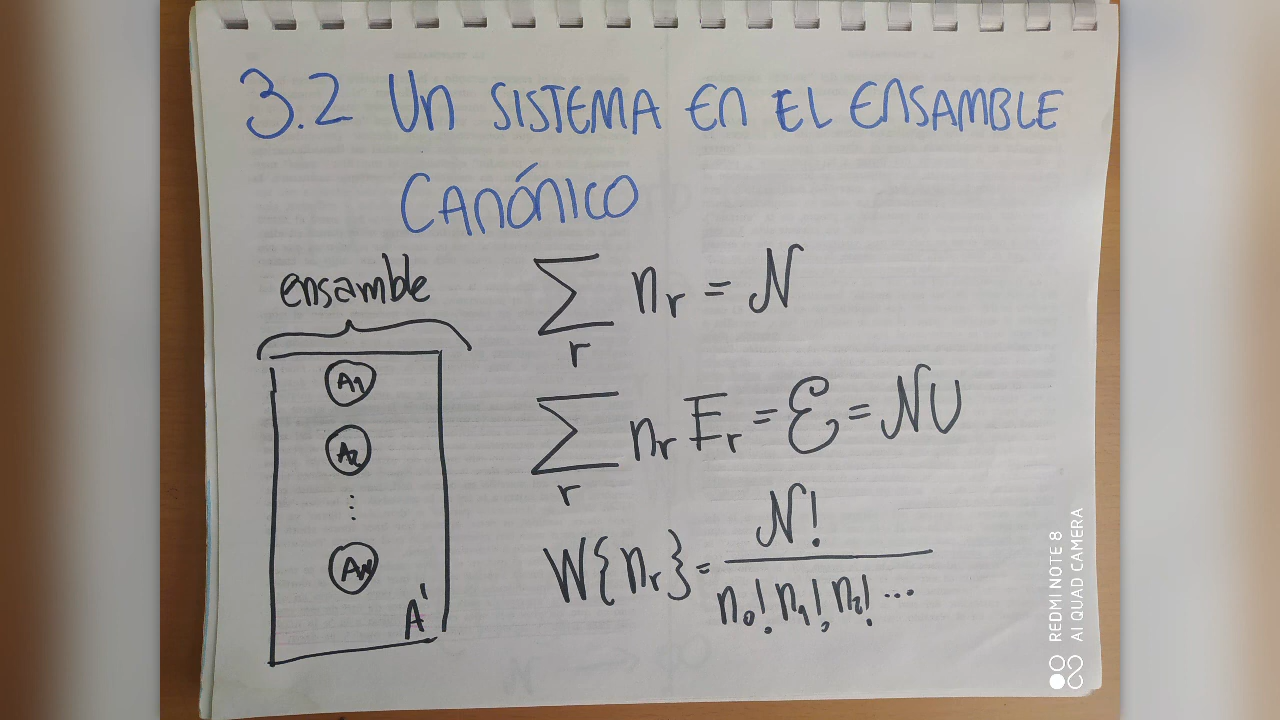 3.2 Un SISTEMA En EL EnSAMBLE
CAnÓnICO
ensamble
A1
A2
⋮
A𝒩
A'
∑ nr = 𝒩
r
∑ nr Er = ℰ = 𝒩U
r
W{nr} = 𝒩! / n0! n1! n2! ...
REDMI NOTE 8
AI QUAD CAMERA